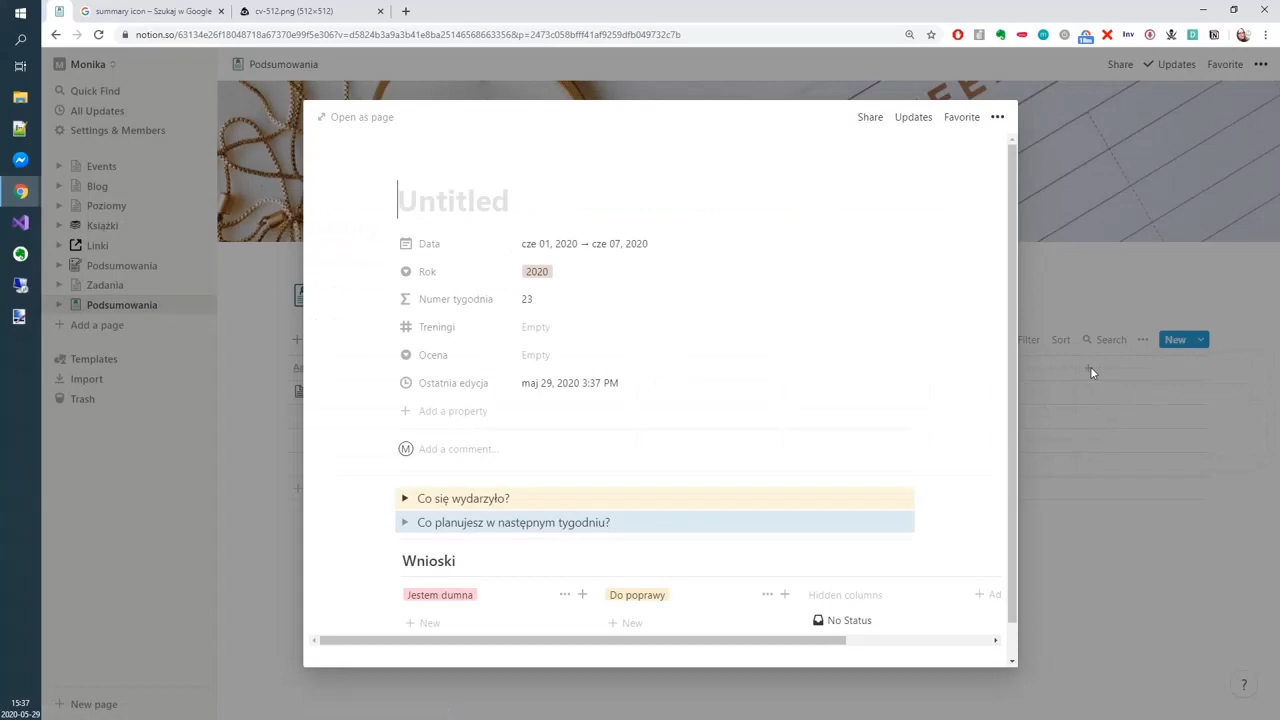 summary icon – Szukaj w Google
cv-512.png (512×512)
notion.so/63134e26f18048718a67370e99f5e306?v=d5824b3a9a3b41e8ba251465686633568&p=2473c058bfff41af9259dfb049732c7b
18m
Inv
Monika
Podsumowania
Share
Updates
Favorite
Quick Find
All Updates
Settings & Members
Events
Blog
Poziomy
Książki
Linki
Podsumowania
Zadania
Podsumowania
Add a page
Templates
Import
Trash
New page
Open as page
Share
Updates
Favorite
Untitled
Data
cze 01, 2020 → cze 07, 2020
Rok
2020
Numer tygodnia
23
Treningi
Empty
Ocena
Empty
Ostatnia edycja
maj 29, 2020 3:37 PM
Add a property
M
Add a comment...
Co się wydarzyło?
Co planujesz w następnym tygodniu?
Wnioski
Jestem dumna
Do poprawy
Hidden columns
Ad
New
New
No Status
Filter
Sort
Search
New
?
15:37
2020-05-29